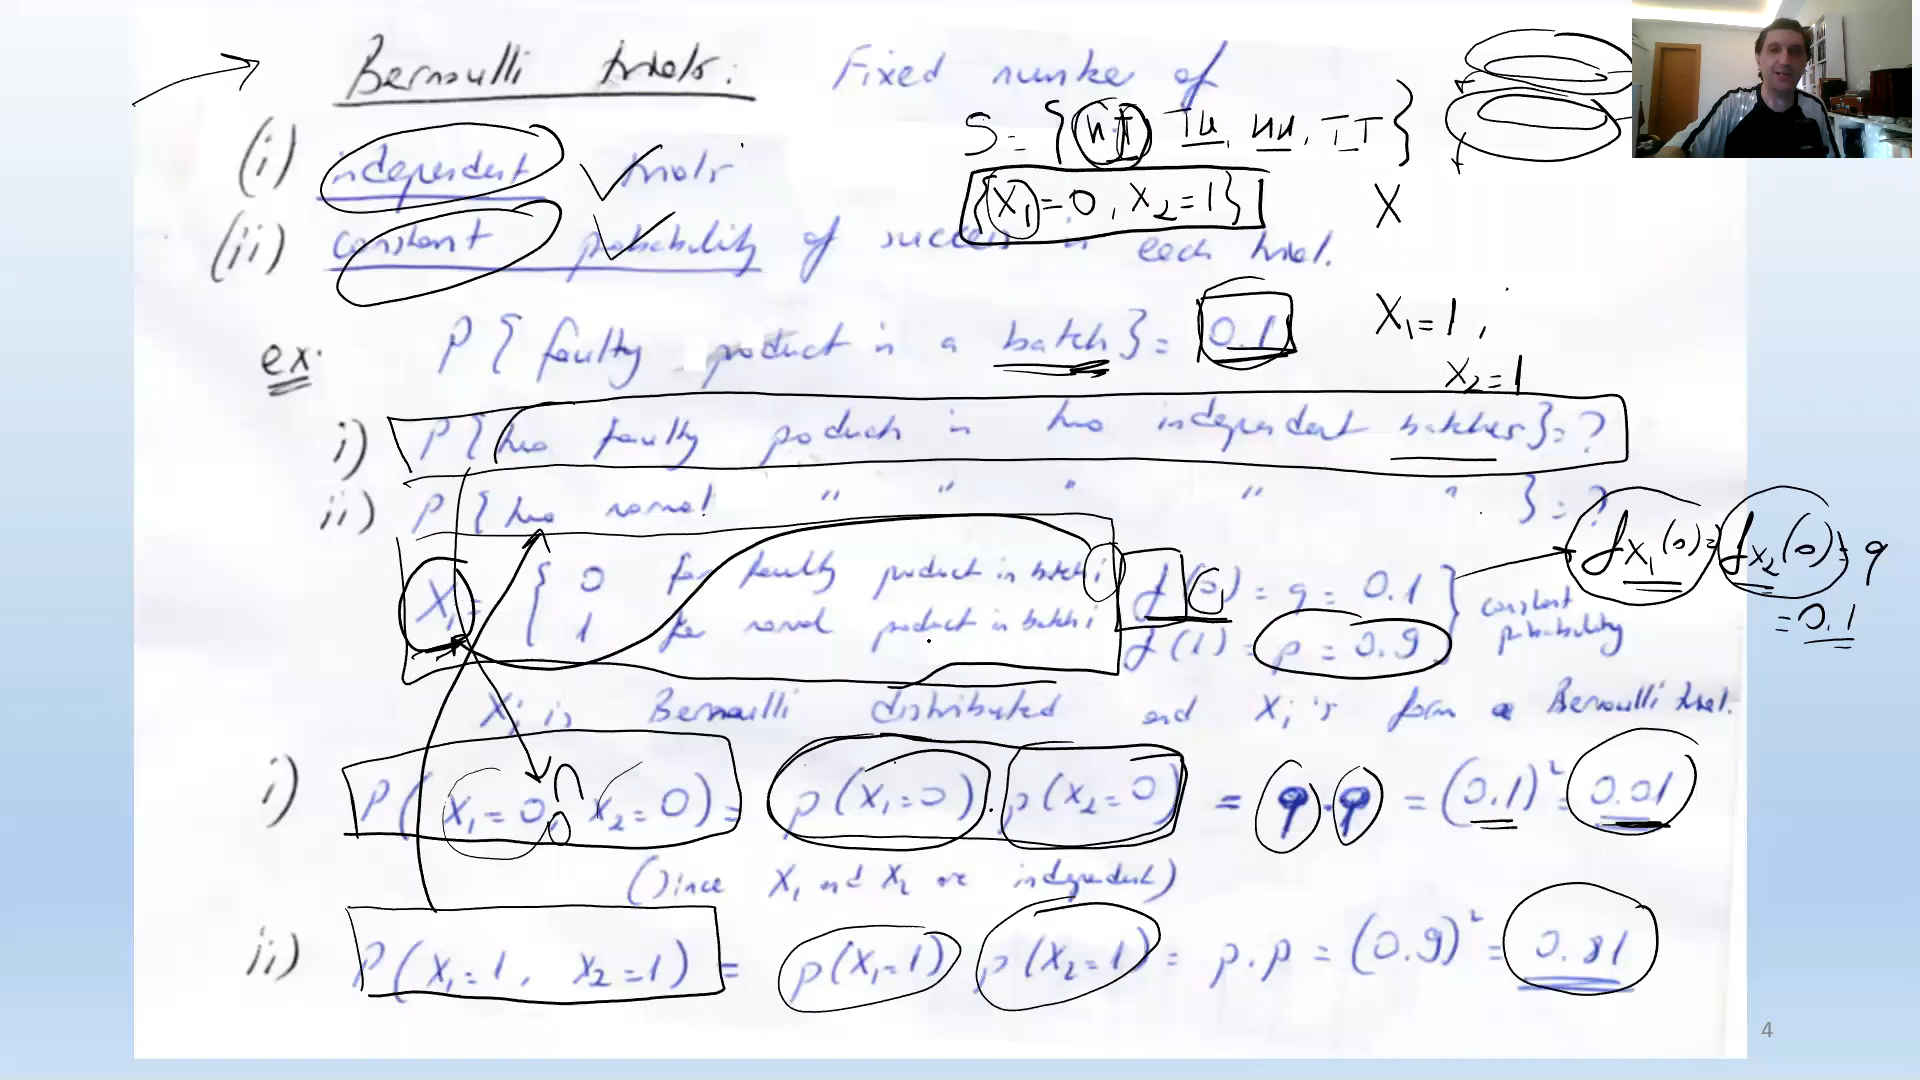 Bernoulli trials: Fixed number of
S = {HT, TH, HH, TT}
(i) independent trials
{X₁=0, X₂=1} X
(ii) constant probability of success in each trial.
X₁=1,
X₂=1
ex: P{faulty product in a batch} = 0.1
i) P{two faulty products in two independent batches} = ?
ii) P{two normal " " " " " } = ?
Xᵢ = { 0 for faulty product in batch i
1 for normal product in batch i
f(0) = q = 0.1
f(1) = p = 0.9 } constant probability
fX₁(0) = fX₂(0) = q
= 0.1
Xᵢ is Bernoulli distributed and Xᵢ's form a Bernoulli trial.
i) P(X₁=0, X₂=0) = p(X₁=0) . p(X₂=0) = q.q = (0.1)² = 0.01
(Since X₁ and X₂ are independent)
ii) P(X₁=1, X₂=1) = p(X₁=1) p(X₂=1) = p.p = (0.9)² = 0.81
4